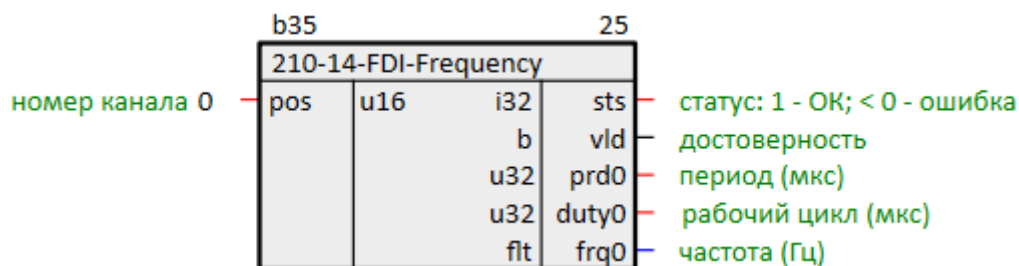 b35 25
210-14-FDI-Frequency
номер канала 0 pos u16 i32 sts статус: 1 - ОК; < 0 - ошибка
b vld достоверность
u32 prd0 период (мкс)
u32 duty0 рабочий цикл (мкс)
flt frq0 частота (Гц)